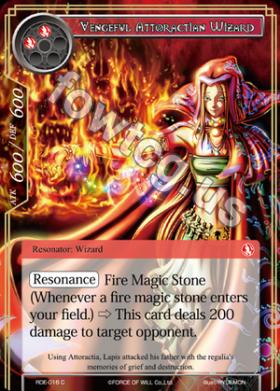 Vengeful Attoractian Wizard
ATK 600 / DEF 600
fowtcg.us
Resonator: Wizard
Resonance Fire Magic Stone
(Whenever a fire magic stone enters
your field.) ⇨ This card deals 200
damage to target opponent.
Using Attoractia, Lapis attacked his father with the regalia's
memories of grief and destruction.
RDE-016 C
©FORCE OF WILL Co.,Ltd.